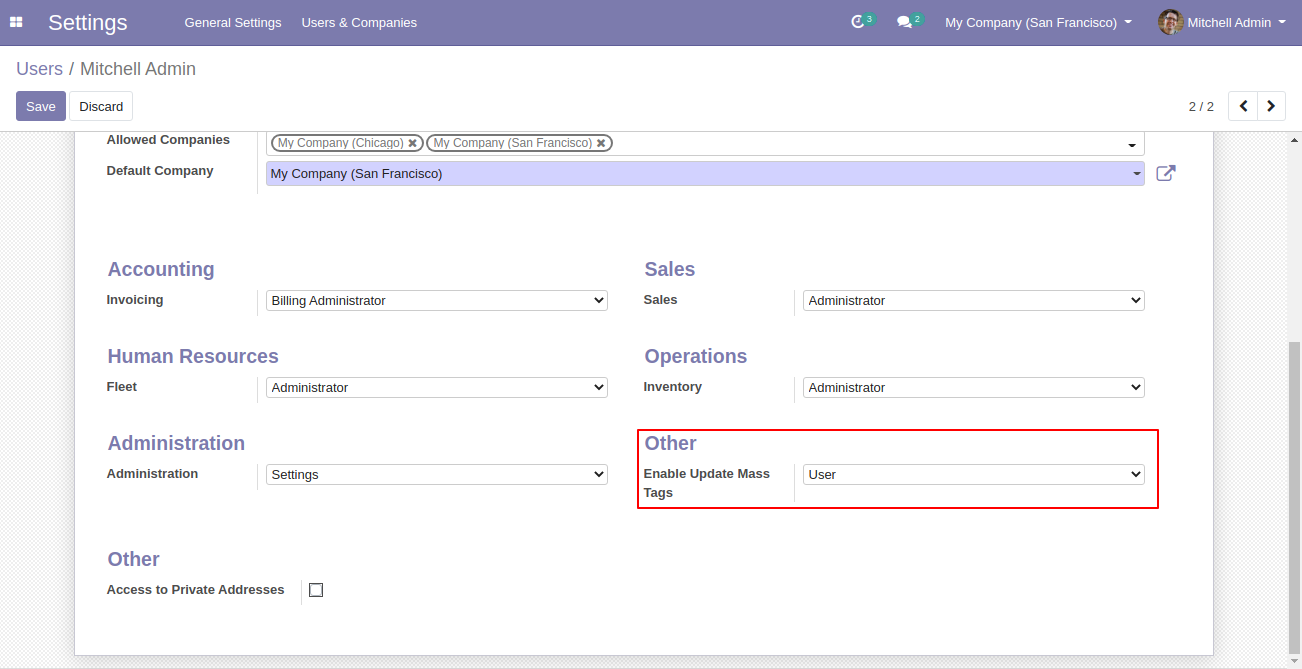 Settings General Settings Users & Companies 3 2 My Company (San Francisco) Mitchell Admin
Users / Mitchell Admin
Save Discard 2 / 2
Allowed Companies My Company (Chicago) My Company (San Francisco)
Default Company My Company (San Francisco)
Accounting Sales
Invoicing Billing Administrator Sales Administrator
Human Resources Operations
Fleet Administrator Inventory Administrator
Administration Other
Administration Settings Enable Update Mass User
Tags
Other
Access to Private Addresses